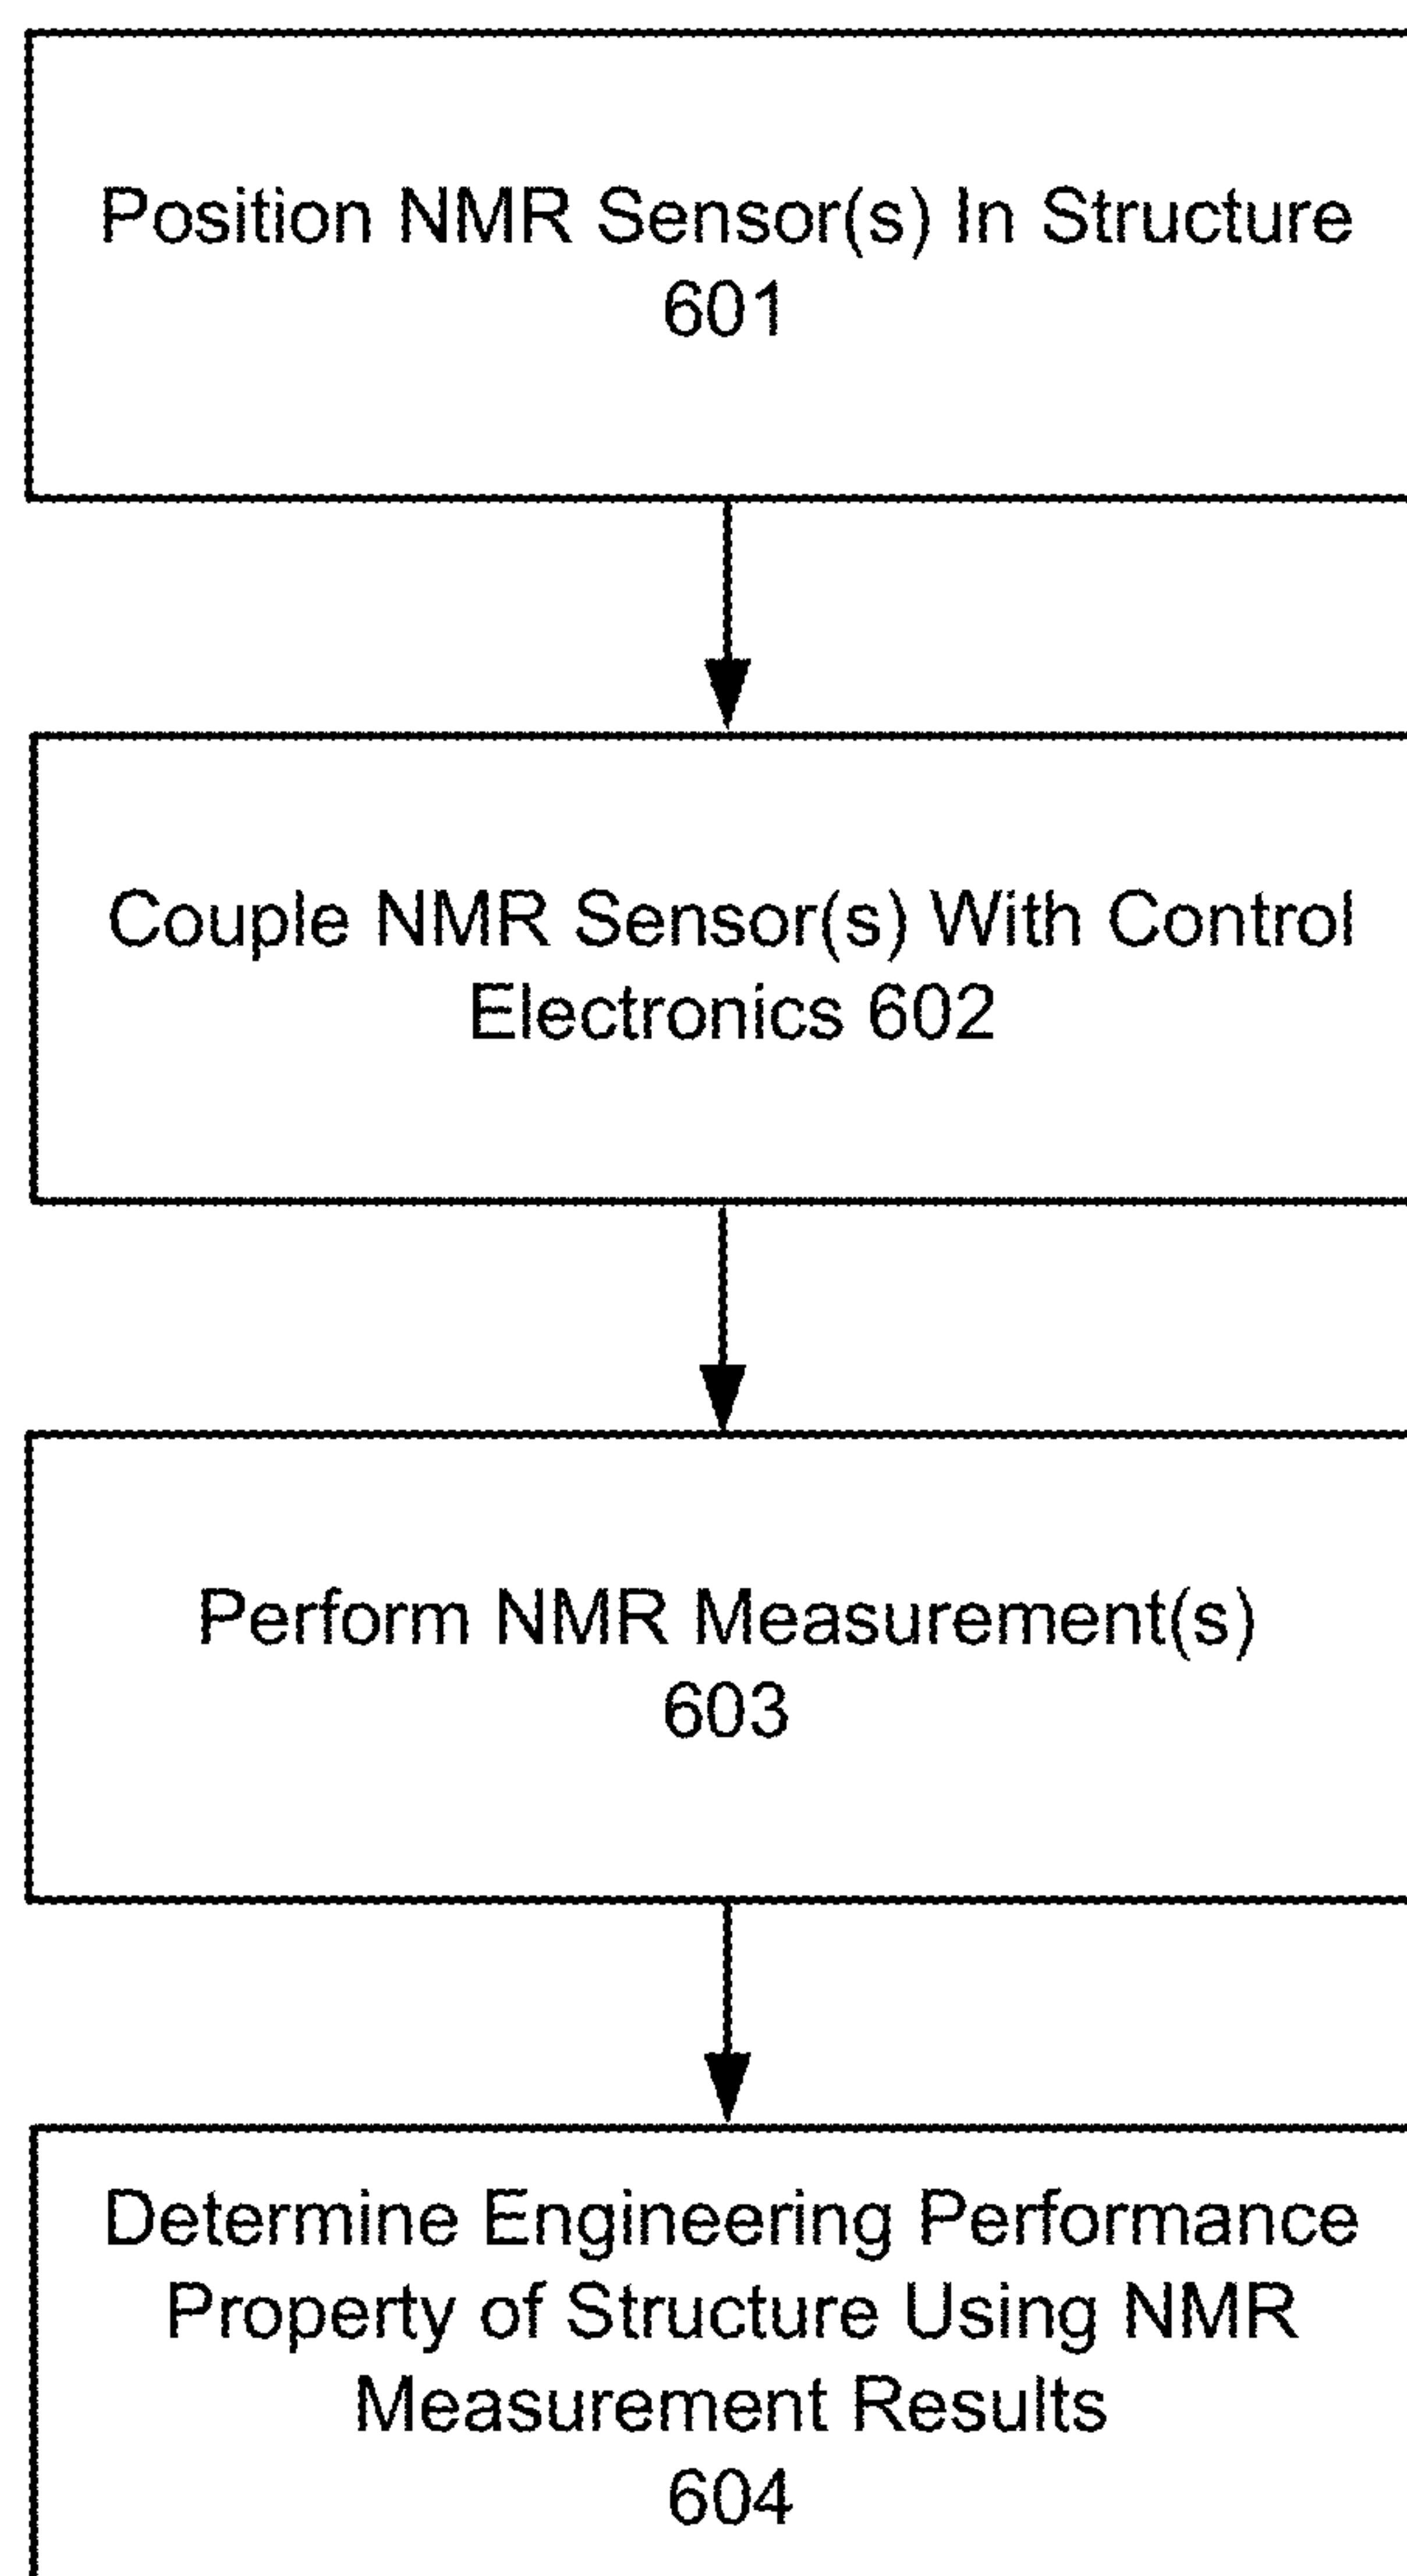 Position NMR Sensor(s) In Structure
601
Couple NMR Sensor(s) With Control
Electronics 602
Perform NMR Measurement(s)
603
Determine Engineering Performance
Property of Structure Using NMR
Measurement Results
604